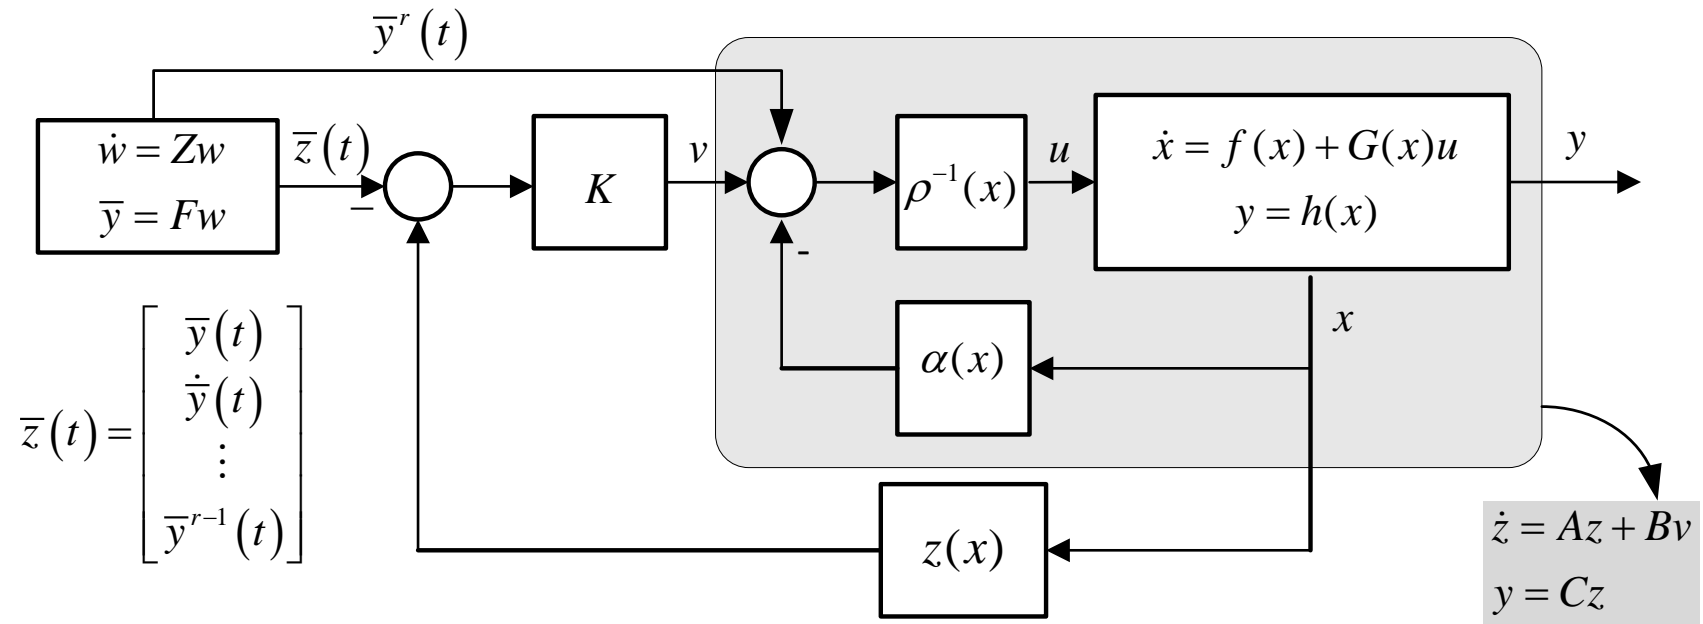 y̅ʳ(t)
ẇ = Zw
y̅ = Fw
z̅(t)
−
K
v
-
ρ⁻¹(x)
u
ẋ = f(x) + G(x)u
y = h(x)
y
x
α(x)
z(x)
z̅(t) =
y̅(t)
ẏ̅(t)
⋮
y̅ʳ⁻¹(t)
ż = Az + Bv
y = Cz